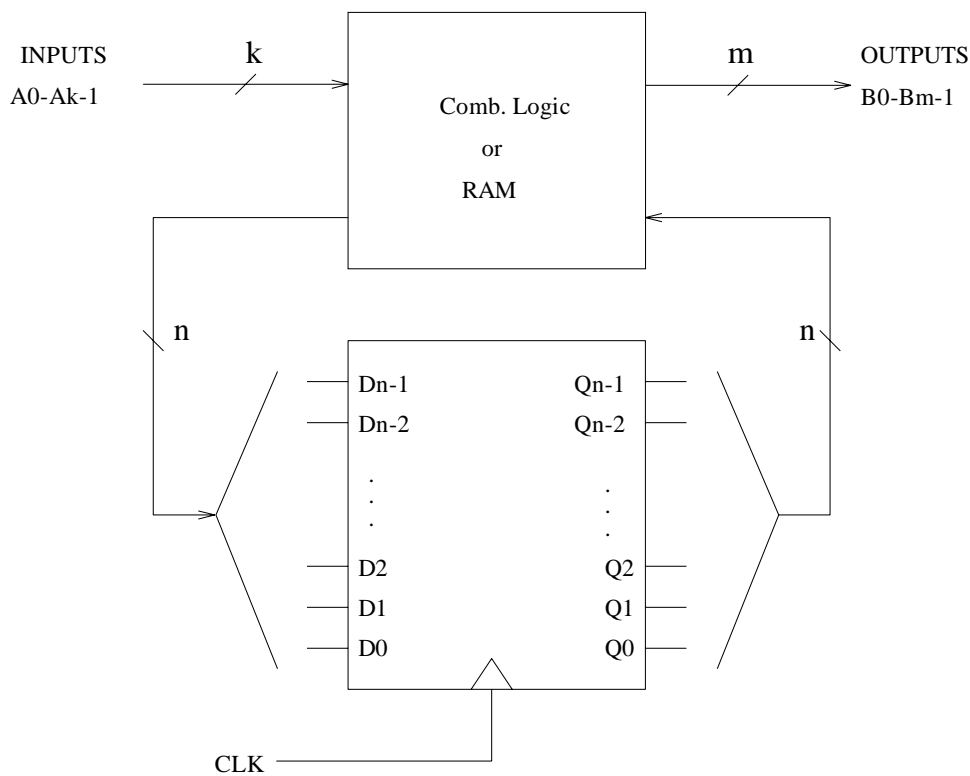 INPUTS
k
m
OUTPUTS
A0-Ak-1
B0-Bm-1
Comb. Logic
or
RAM
n
n
Dn-1
Qn-1
Dn-2
Qn-2
.
.
.
.
.
.
D2
Q2
D1
Q1
D0
Q0
CLK